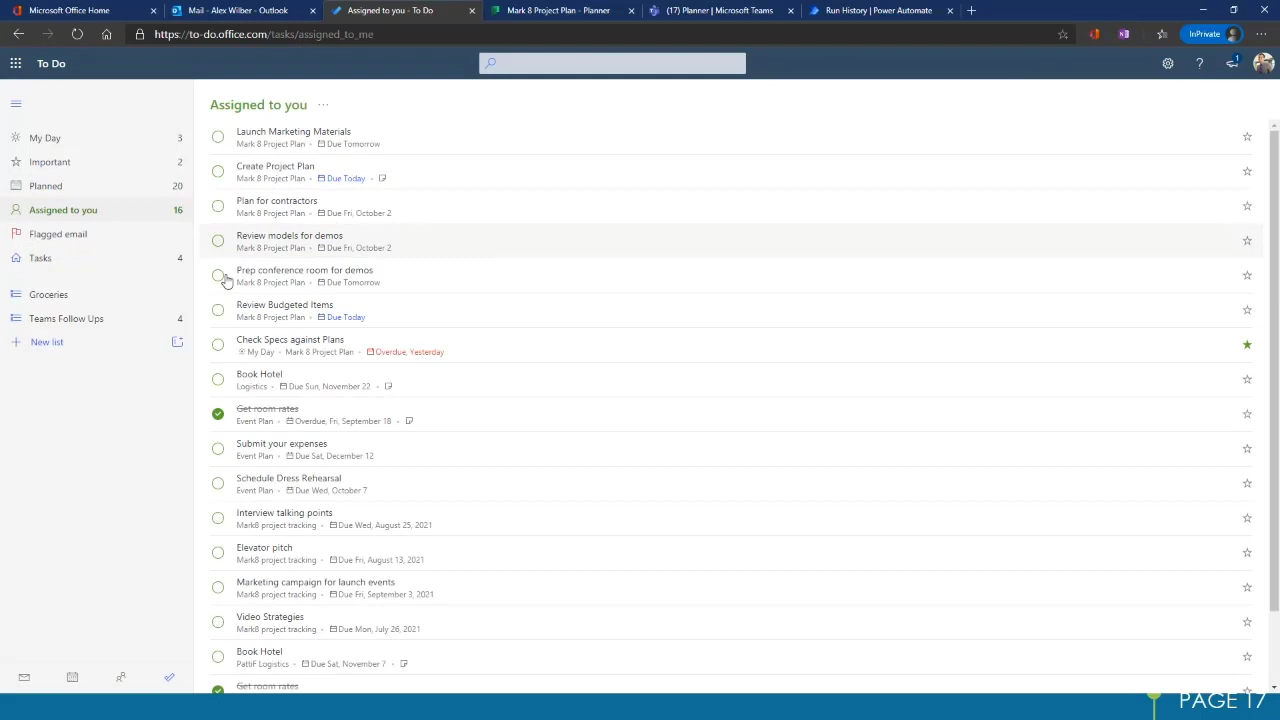 Microsoft Office Home
Mail - Alex Wilber - Outlook
Assigned to you - To Do
Mark 8 Project Plan - Planner
(17) Planner | Microsoft Teams
Run History | Power Automate
https://to-do.office.com/tasks/assigned_to_me
InPrivate
To Do
1
Assigned to you
My Day 3
Important 2
Planned 20
Assigned to you 16
Flagged email
Tasks 4
Groceries
Teams Follow Ups 4
New list
Launch Marketing Materials
Mark 8 Project Plan • Due Tomorrow
Create Project Plan
Mark 8 Project Plan • Due Today •
Plan for contractors
Mark 8 Project Plan • Due Fri, October 2
Review models for demos
Mark 8 Project Plan • Due Fri, October 2
Prep conference room for demos
Mark 8 Project Plan • Due Tomorrow
Review Budgeted Items
Mark 8 Project Plan • Due Today
Check Specs against Plans
My Day • Mark 8 Project Plan • Overdue, Yesterday
Book Hotel
Logistics • Due Sun, November 22 •
Get room rates
Event Plan • Overdue, Fri, September 18 •
Submit your expenses
Event Plan • Due Sat, December 12
Schedule Dress Rehearsal
Event Plan • Due Wed, October 7
Interview talking points
Mark8 project tracking • Due Wed, August 25, 2021
Elevator pitch
Mark8 project tracking • Due Fri, August 13, 2021
Marketing campaign for launch events
Mark8 project tracking • Due Fri, September 3, 2021
Video Strategies
Mark8 project tracking • Due Mon, July 26, 2021
Book Hotel
PattiF Logistics • Due Sat, November 7 •
Get room rates
PAGE 17